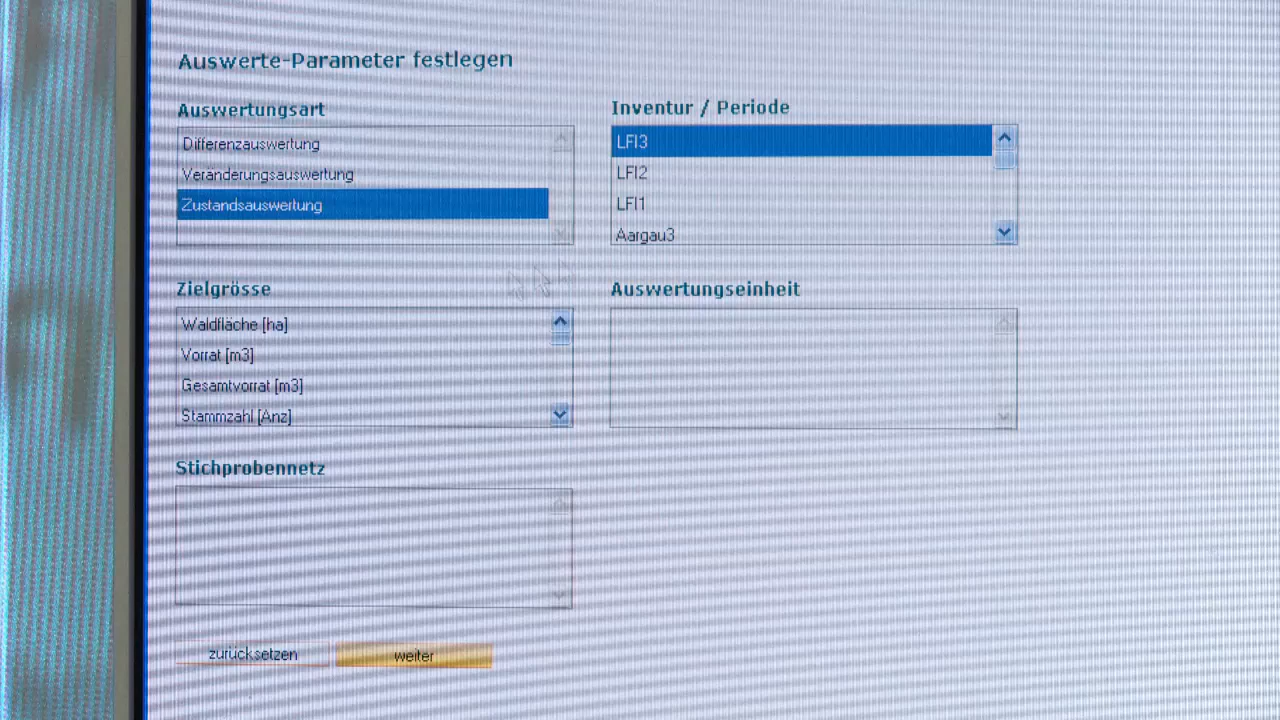 Auswerte-Parameter festlegen
Auswertungsart
Differenzauswertung
Veränderungsauswertung
Zustandsauswertung
Inventur / Periode
LFI3
LFI2
LFI1
Aargau3
Zielgrösse
Waldfläche [ha]
Vorrat [m3]
Gesamtvorrat [m3]
Stammzahl [Anz]
Auswertungseinheit
Stichprobennetz
zurücksetzen
weiter